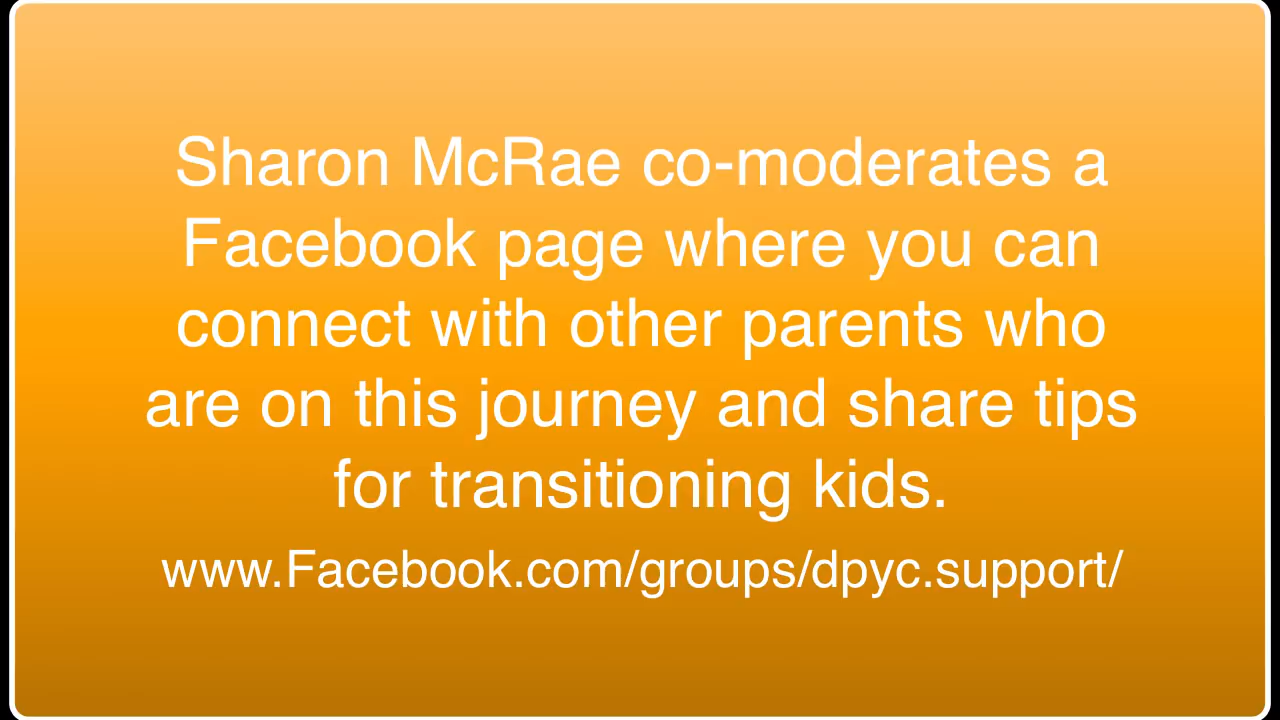 Sharon McRae co-moderates a
Facebook page where you can
connect with other parents who
are on this journey and share tips
for transitioning kids.
www.Facebook.com/groups/dpyc.support/